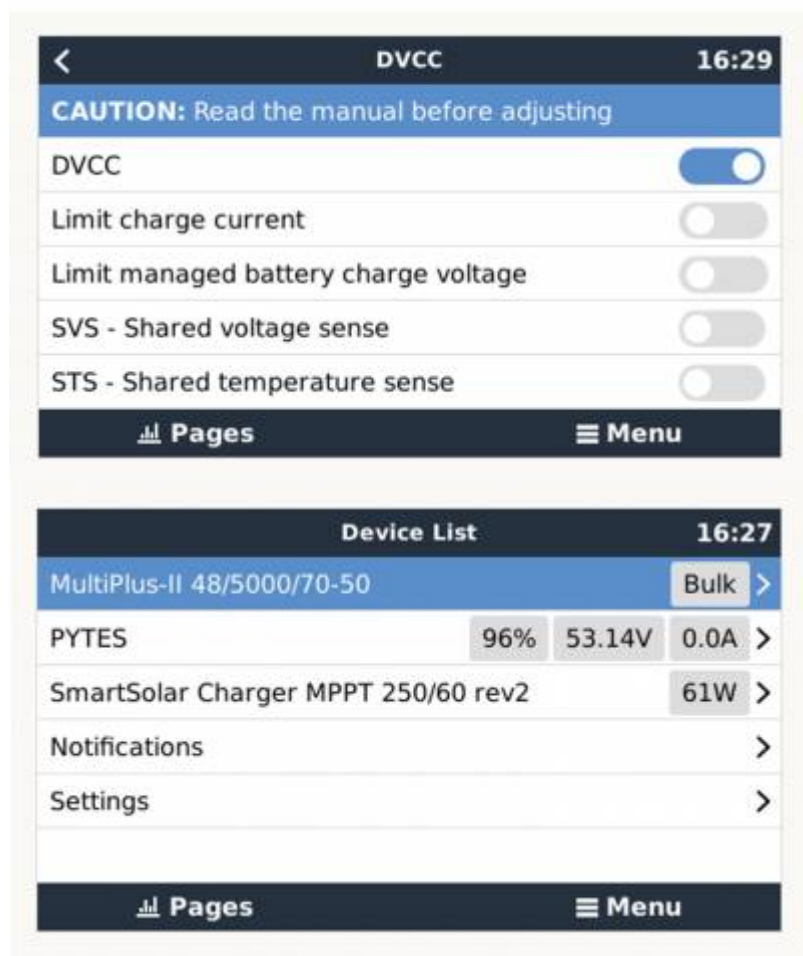 DVCC 16:29
CAUTION: Read the manual before adjusting
DVCC
Limit charge current
Limit managed battery charge voltage
SVS - Shared voltage sense
STS - Shared temperature sense
Pages Menu
Device List 16:27
MultiPlus-II 48/5000/70-50 Bulk
PYTES 96% 53.14V 0.0A
SmartSolar Charger MPPT 250/60 rev2 61W
Notifications
Settings
Pages Menu